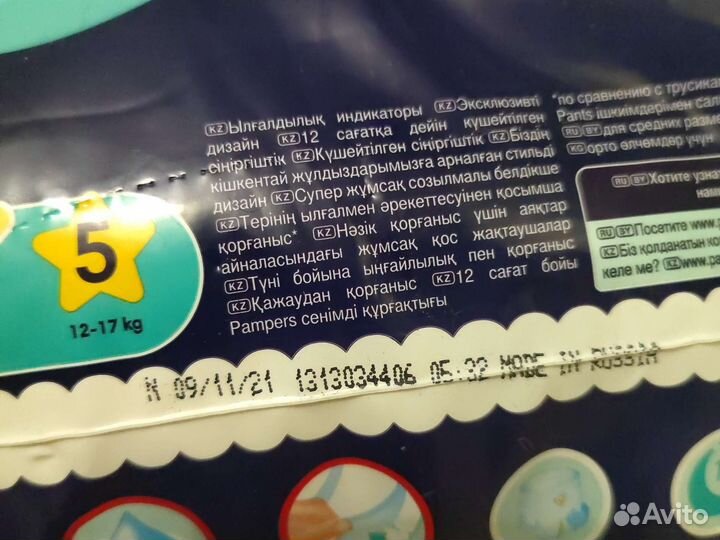 KZ Ылғалдылық индикаторы KZ Эксклюзивті
дизайн KZ 12 сағатқа дейін күшейтілген
сіңіргіштік KZ Күшейтілген сіңіргіштік KZ Біздің
кішкентай жұлдыздарымызға арналған стильді
дизайн KZ Супер жұмсақ созылмалы белдікше
KZ Терінің ылғалмен әрекеттесуінен қосымша
қорғаныс* KZ Нәзік қорғаныс үшін аяқтар
айналасындағы жұмсақ қос жақтаушалар
KZ Түні бойына ыңғайлылық пен қорғаныс
KZ Қажаудан қорғаныс KZ 12 сағат бойы
Pampers сенімді құрғақтығы
*по сравнению с трусика
Pants ішкиімдерімен сал
RU BY для средних разм
KG орто өлчөмдөр үчүн
RU BY Хотите узна
нам
RU BY Посетите www.p
KZ Біз қолданатын ко
келе ме? KZ www.pa
5
12-17 kg
N 09/11/21 1313034406 05:32 MADE IN RUSSIA
Avito